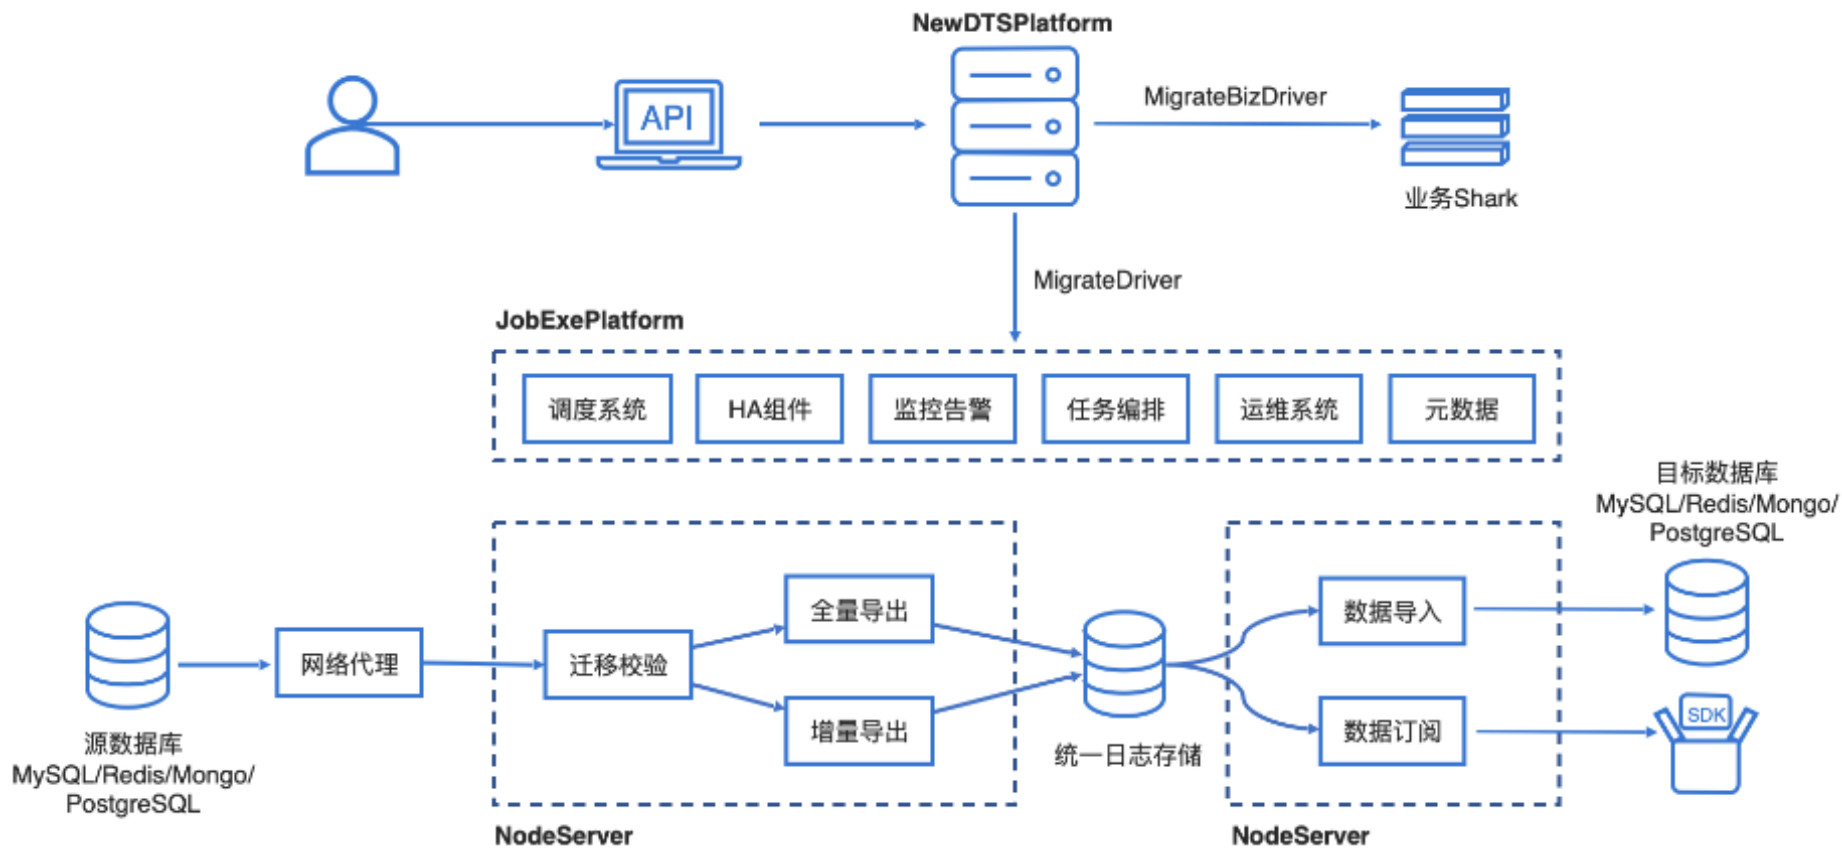 NewDTSPlatform
API
MigrateBizDriver
业务Shark
MigrateDriver
JobExePlatform
调度系统
HA组件
监控告警
任务编排
运维系统
元数据
目标数据库
MySQL/Redis/Mongo/
PostgreSQL
全量导出
数据导入
网络代理
迁移校验
增量导出
数据订阅
SDK
源数据库
MySQL/Redis/Mongo/
PostgreSQL
统一日志存储
NodeServer
NodeServer